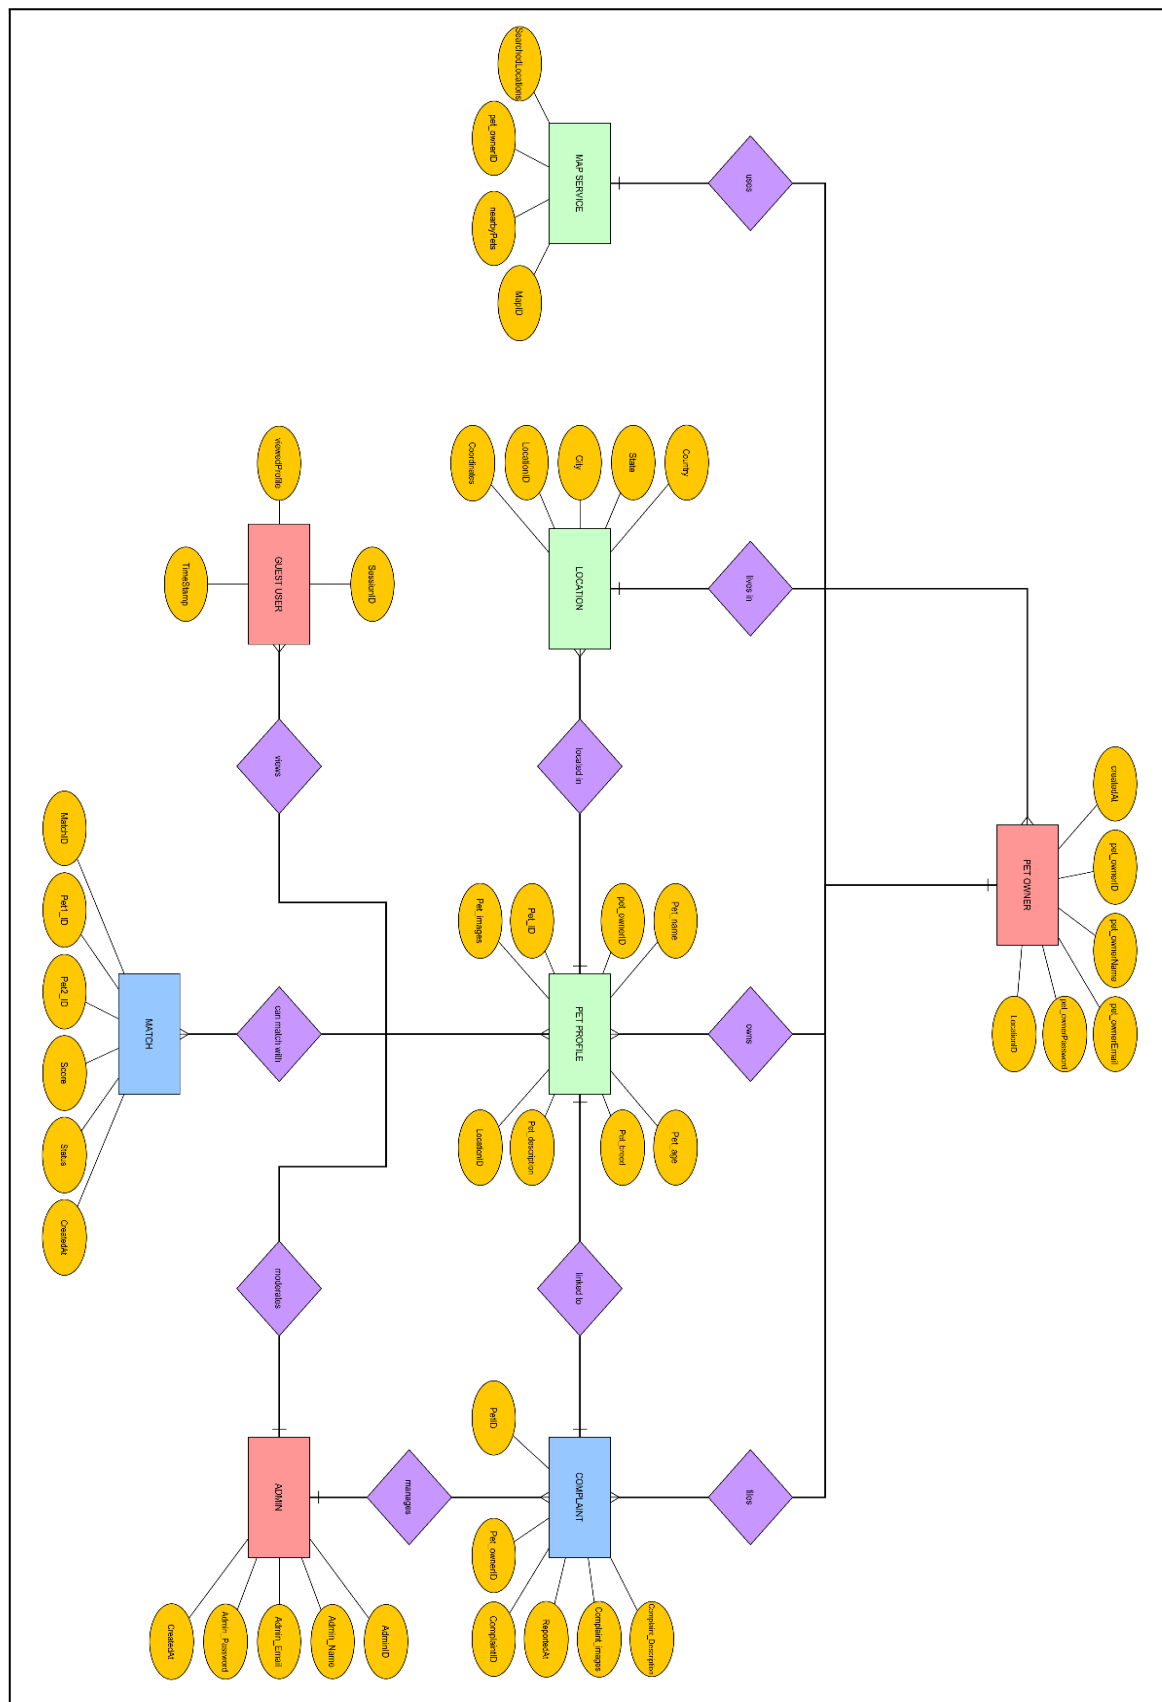 PET OWNER
createdAt
pet_ownerID
pet_ownerName
pet_ownerEmail
pet_ownerPassword
LocationID
uses
lives in
owns
files
MAP SERVICE
SearchedLocations
pet_ownerID
nearbyPets
MapID
LOCATION
Country
State
City
LocationID
Coordinates
located in
PET PROFILE
Pet_name
pet_ownerID
Pet_ID
Pet_images
Pet_age
Pet_breed
Pet_description
LocationID
linked to
COMPLAINT
PetID
Pet_ownerID
ComplaintID
ReportedAt
Complaint_images
Complaint_Description
GUEST USER
viewedProfile
SessionID
TimeStamp
views
can match with
moderates
manages
ADMIN
AdminID
Admin_Name
Admin_Email
Admin_Password
CreatedAt
MATCH
MatchID
Pet1_ID
Pet2_ID
Score
Status
CreatedAt